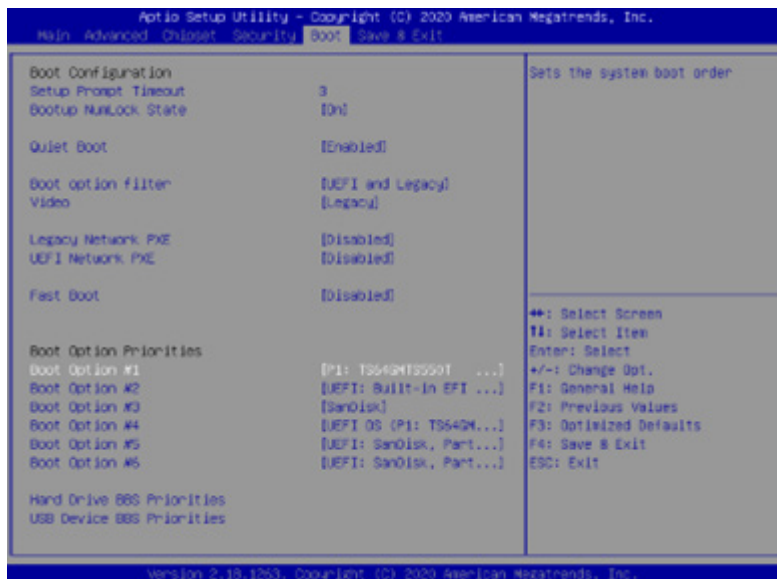 Aptio Setup Utility - Copyright (C) 2020 American Megatrends, Inc.
Main Advanced Chipset Security Boot Save & Exit
Boot Configuration
Setup Prompt Timeout 3
Bootup NumLock State [On]
Quiet Boot [Enabled]
Boot option filter [UEFI and Legacy]
Video [Legacy]
Legacy Network PXE [Disabled]
UEFI Network PXE [Disabled]
Fast Boot [Disabled]
Boot Option Priorities
Boot Option #1 [P1: TS64GMTS550T ...]
Boot Option #2 [UEFI: Built-in EFI ...]
Boot Option #3 [SanDisk]
Boot Option #4 [UEFI OS (P1: TS64GM...]
Boot Option #5 [UEFI: SanDisk, Part...]
Boot Option #6 [UEFI: SanDisk, Part...]
Hard Drive BBS Priorities
USB Device BBS Priorities
Sets the system boot order
↔: Select Screen
↑↓: Select Item
Enter: Select
+/-: Change Opt.
F1: General Help
F2: Previous Values
F3: Optimized Defaults
F4: Save & Exit
ESC: Exit
Version 2.18.1263. Copyright (C) 2020 American Megatrends, Inc.